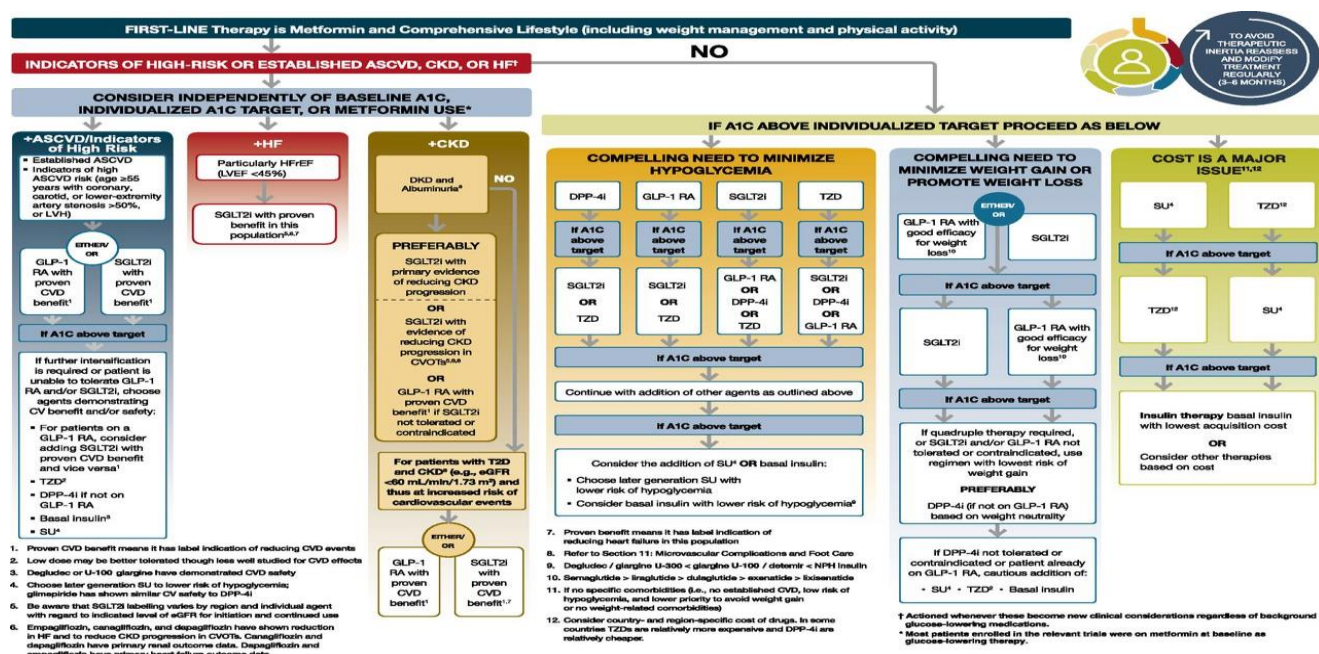 FIRST-LINE Therapy is Metformin and Comprehensive Lifestyle (including weight management and physical activity)
TO AVOID
THERAPEUTIC
INERTIA REASSESS
AND MODIFY
TREATMENT
REGULARLY
(3–6 MONTHS)
INDICATORS OF HIGH-RISK OR ESTABLISHED ASCVD, CKD, OR HF†
NO
CONSIDER INDEPENDENTLY OF BASELINE A1C,
INDIVIDUALIZED A1C TARGET, OR METFORMIN USE*
+ASCVD/Indicators
of High Risk
▪ Established ASCVD
▪ Indicators of high
ASCVD risk (age ≥55
years with coronary,
carotid, or lower-extremity
artery stenosis >50%,
or LVH)
EITHER/
OR
GLP-1
RA with
proven
CVD
benefit¹
SGLT2i
with
proven
CVD
benefit¹
If A1C above target
If further intensification
is required or patient is
unable to tolerate GLP-1
RA and/or SGLT2i, choose
agents demonstrating
CV benefit and/or safety:
▪ For patients on a
GLP-1 RA, consider
adding SGLT2i with
proven CVD benefit
and vice versa¹
▪ TZD²
▪ DPP-4i if not on
GLP-1 RA
▪ Basal insulin³
▪ SU⁴
+HF
Particularly HFrEF
(LVEF <45%)
SGLT2i with proven
benefit in this
population⁵,⁶,⁷
+CKD
DKD and
Albuminuria⁸
NO
PREFERABLY
SGLT2i with
primary evidence
of reducing CKD
progression
OR
SGLT2i with
evidence of
reducing CKD
progression in
CVOTs⁵,⁶,⁸
OR
GLP-1 RA with
proven CVD
benefit¹ if SGLT2i
not tolerated or
contraindicated
For patients with T2D
and CKD⁸ (e.g., eGFR
<60 mL/min/1.73 m²) and
thus at increased risk of
cardiovascular events
EITHER/
OR
GLP-1
RA with
proven
CVD
benefit¹
SGLT2i
with
proven
CVD
benefit¹,⁷
IF A1C ABOVE INDIVIDUALIZED TARGET PROCEED AS BELOW
COMPELLING NEED TO MINIMIZE
HYPOGLYCEMIA
DPP-4i
GLP-1 RA
SGLT2i
TZD
If A1C
above
target
If A1C
above
target
If A1C
above
target
If A1C
above
target
SGLT2i
OR
TZD
SGLT2i
OR
TZD
GLP-1 RA
OR
DPP-4i
OR
TZD
SGLT2i
OR
DPP-4i
OR
GLP-1 RA
If A1C above target
Continue with addition of other agents as outlined above
If A1C above target
Consider the addition of SU⁴ OR basal insulin:
▪ Choose later generation SU with
lower risk of hypoglycemia
▪ Consider basal insulin with lower risk of hypoglycemia⁹
COMPELLING NEED TO
MINIMIZE WEIGHT GAIN OR
PROMOTE WEIGHT LOSS
EITHER/
OR
GLP-1 RA with
good efficacy
for weight
loss¹⁰
SGLT2i
If A1C above target
SGLT2i
GLP-1 RA with
good efficacy
for weight
loss¹⁰
If A1C above target
If quadruple therapy required,
or SGLT2i and/or GLP-1 RA not
tolerated or contraindicated, use
regimen with lowest risk of
weight gain
PREFERABLY
DPP-4i (if not on GLP-1 RA)
based on weight neutrality
If DPP-4i not tolerated or
contraindicated or patient already
on GLP-1 RA, cautious addition of:
▪ SU⁴ ▪ TZD² ▪ Basal insulin
COST IS A MAJOR
ISSUE¹¹,¹²
SU⁴
TZD¹²
If A1C above target
TZD¹²
SU⁴
If A1C above target
Insulin therapy basal insulin
with lowest acquisition cost
OR
Consider other therapies
based on cost
1. Proven CVD benefit means it has label indication of reducing CVD events
2. Low dose may be better tolerated though less well studied for CVD effects
3. Degludec or U-100 glargine have demonstrated CVD safety
4. Choose later generation SU to lower risk of hypoglycemia;
glimepiride has shown similar CV safety to DPP-4i
5. Be aware that SGLT2i labelling varies by region and individual agent
with regard to indicated level of eGFR for initiation and continued use
6. Empagliflozin, canagliflozin, and dapagliflozin have shown reduction
in HF and to reduce CKD progression in CVOTs. Canagliflozin and
dapagliflozin have primary renal outcome data. Dapagliflozin and
empagliflozin have primary heart failure outcome data.
7. Proven benefit means it has label indication of
reducing heart failure in this population
8. Refer to Section 11: Microvascular Complications and Foot Care
9. Degludec / glargine U-300 < glargine U-100 / detemir < NPH insulin
10. Semaglutide > liraglutide > dulaglutide > exenatide > lixisenatide
11. If no specific comorbidities (i.e., no established CVD, low risk of
hypoglycemia, and lower priority to avoid weight gain
or no weight-related comorbidities)
12. Consider country- and region-specific cost of drugs. In some
countries TZDs are relatively more expensive and DPP-4i are
relatively cheaper.
† Actioned whenever these become new clinical considerations regardless of background
glucose-lowering medications.
* Most patients enrolled in the relevant trials were on metformin at baseline as
glucose-lowering therapy.